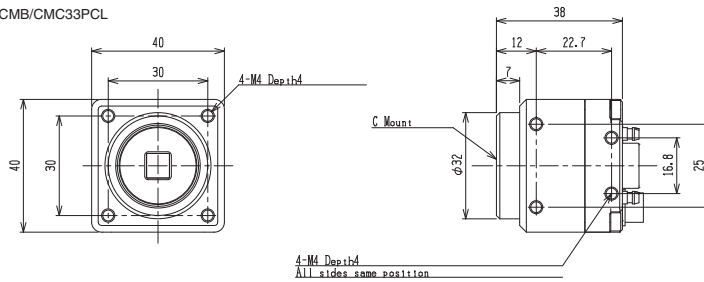 CMB/CMC33PCL
40
30
4-M4 Depth4
40
30
38
12
22.7
7
C Mount
φ32
16.8
25
4-M4 Depth4
All sides same position